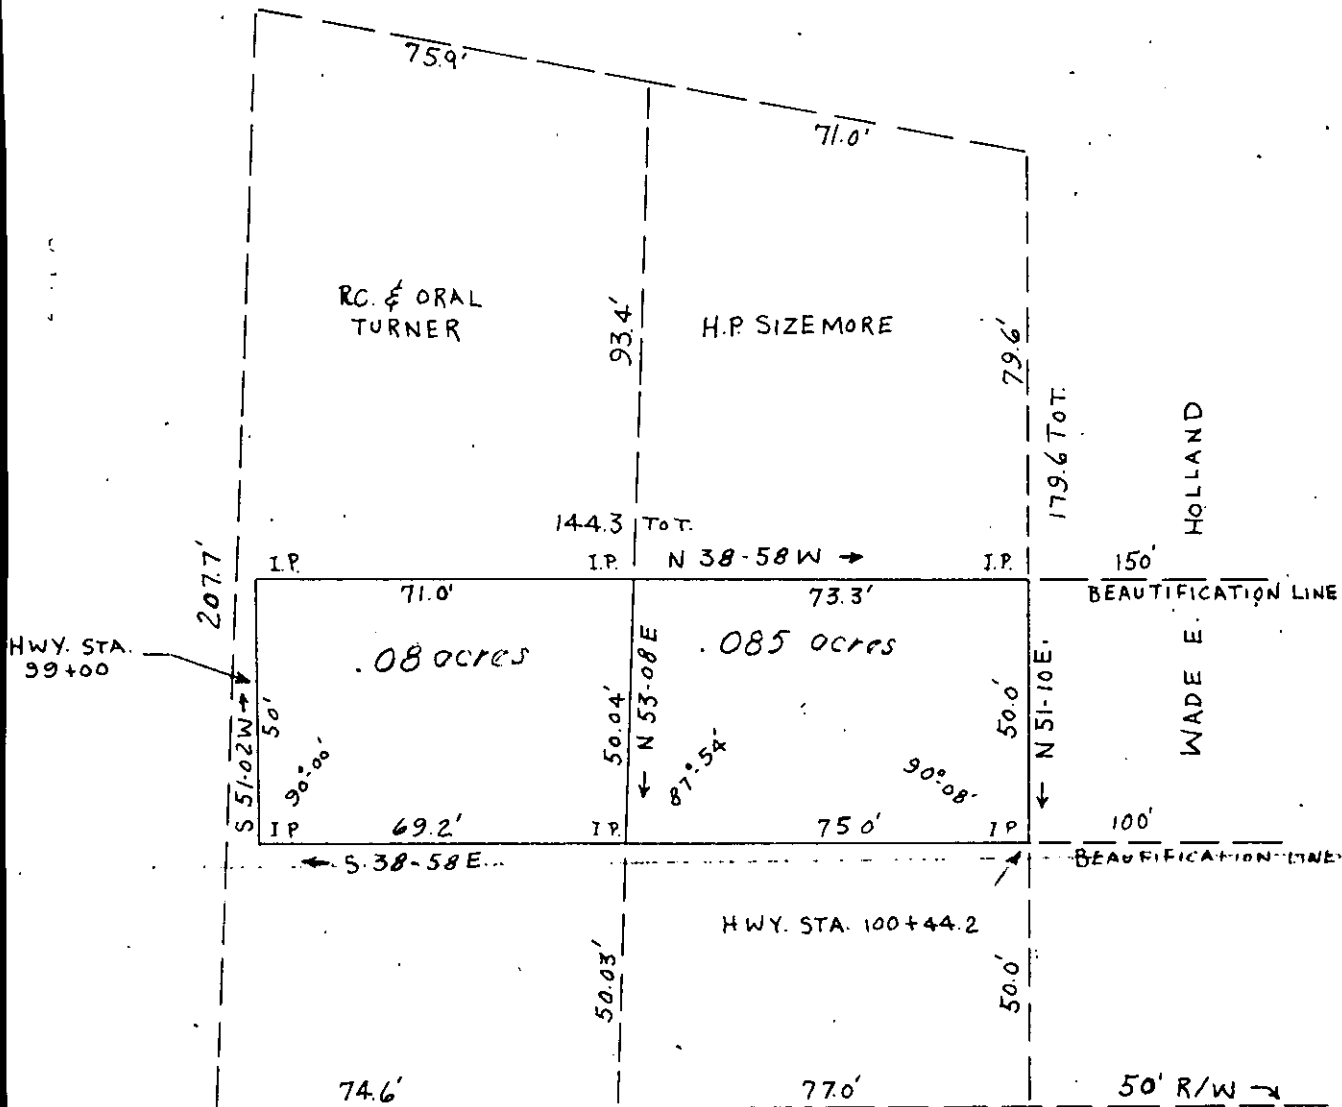 75.9'
71.0'
R.C. & ORAL
TURNER
93.4'
H.P. SIZEMORE
79.6'
179.6 TOT.
HOLLAND
WADE E.
207.7'
144.3 TOT.
I.P.
I.P.
N 38-58 W →
I.P.
150'
71.0'
73.3'
BEAUTIFICATION LINE
HWY. STA.
99+00
.08 acres
.085 acres
S 51-02W →
50'
90°-00'
50.04'
← N 53-08 E
87°-54'
90°-08'
50.0'
← N 51-10 E.
I P
69.2'
I P.
75.0'
I P
100'
← S. 38-58 E
BEAUFIFICATION LINE
HWY. STA. 100+44.2
50.03'
50.0'
74.6'
77.0'
50' R/W →